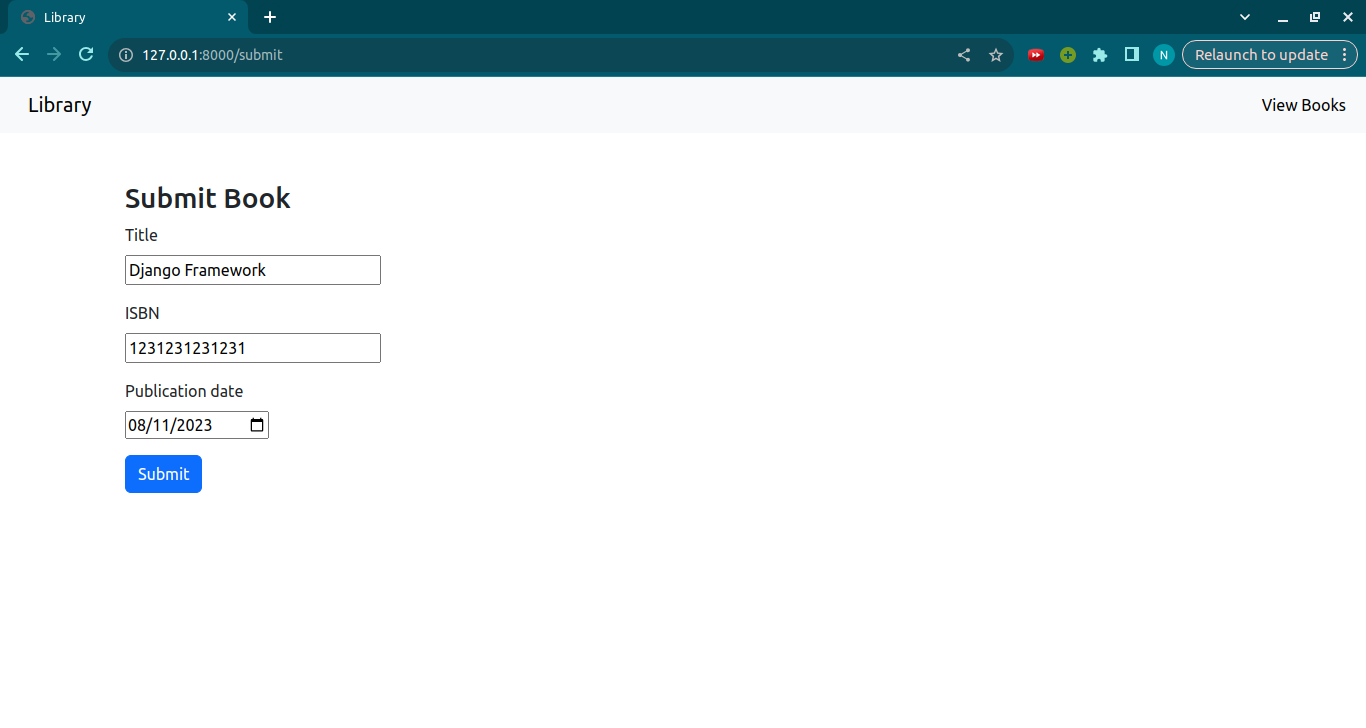 Library
127.0.0.1:8000/submit
N
Relaunch to update
Library
View Books
Submit Book
Title
Django Framework
ISBN
1231231231231
Publication date
08/11/2023
Submit